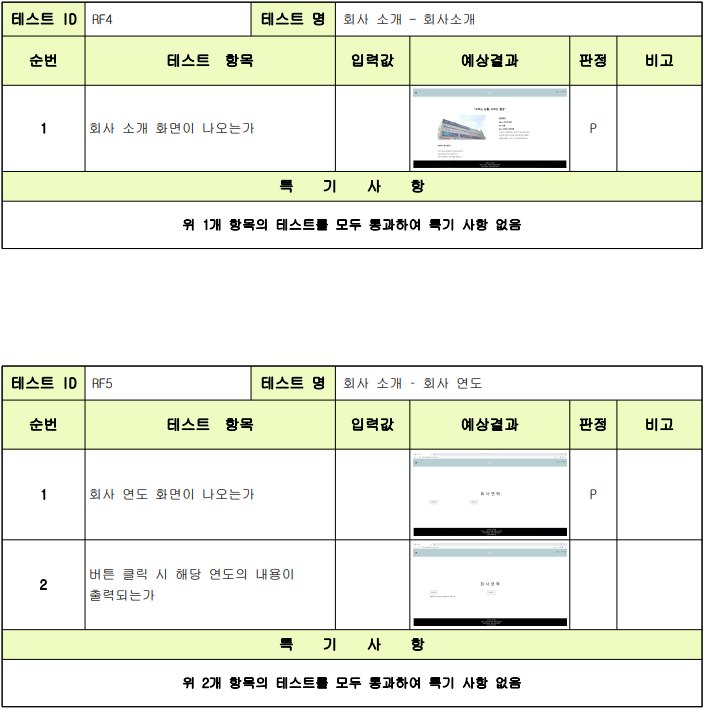 테스트 ID RF4 테스트 명 회사 소개 - 회사소개
순번 테스트 항목 입력값 예상결과 판정 비고
1 회사 소개 화면이 나오는가 P
특 기 사 항
위 1개 항목의 테스트를 모두 통과하여 특기 사항 없음
테스트 ID RF5 테스트 명 회사 소개 - 회사 연도
순번 테스트 항목 입력값 예상결과 판정 비고
1 회사 연도 화면이 나오는가 P
회 사 연 혁
2 버튼 클릭 시 해당 연도의 내용이
출력되는가
회 사 연 혁
특 기 사 항
위 2개 항목의 테스트를 모두 통과하여 특기 사항 없음